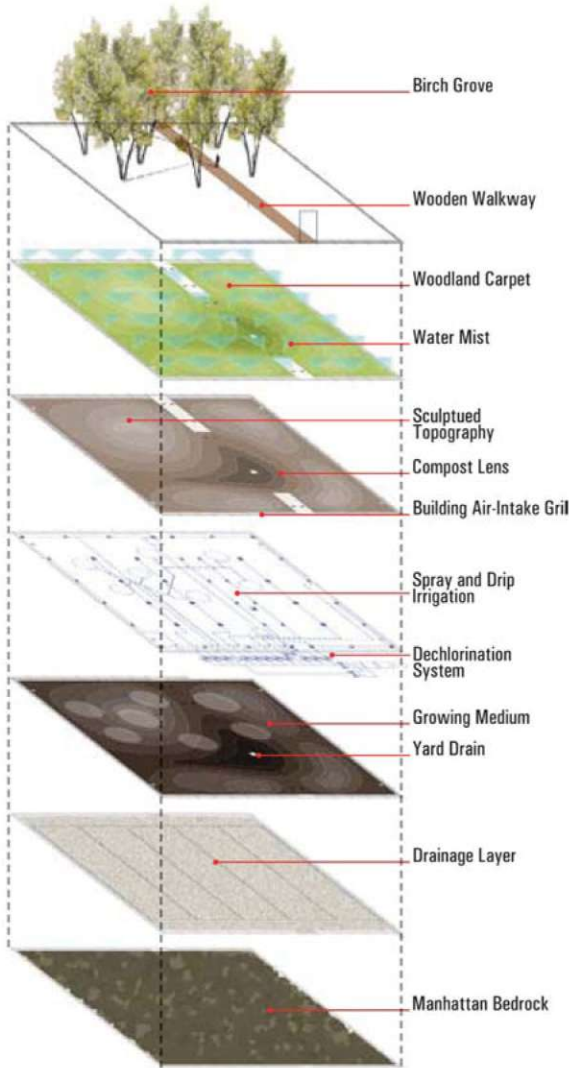 Birch Grove
Wooden Walkway
Woodland Carpet
Water Mist
Sculptued
Topography
Compost Lens
Building Air-Intake Gril
Spray and Drip
Irrigation
Dechlorination
System
Growing Medium
Yard Drain
Drainage Layer
Manhattan Bedrock